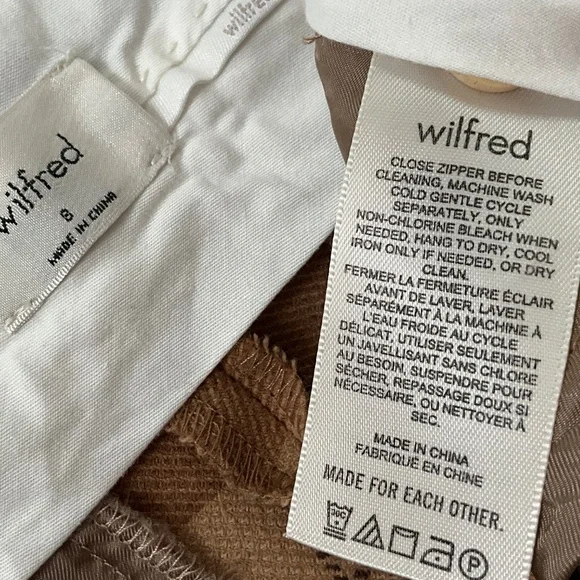 wilfred
wilfred
8
MADE IN CHINA
wilfred
CLOSE ZIPPER BEFORE
CLEANING, MACHINE WASH
COLD GENTLE CYCLE
SEPARATELY, ONLY
NON-CHLORINE BLEACH WHEN
NEEDED, HANG TO DRY, COOL
IRON ONLY IF NEEDED, OR DRY
CLEAN.
FERMER LA FERMETURE ÉCLAIR
AVANT DE LAVER, LAVER
SÉPARÉMENT À LA MACHINE À
L'EAU FROIDE AU CYCLE
DÉLICAT, UTILISER SEULEMENT
UN JAVELLISANT SANS CHLORE
AU BESOIN, SUSPENDRE POUR
SÉCHER, REPASSAGE DOUX SI
NÉCESSAIRE, OU NETTOYER À
SEC.
MADE IN CHINA
FABRIQUÉ EN CHINE
MADE FOR EACH OTHER.
30C P